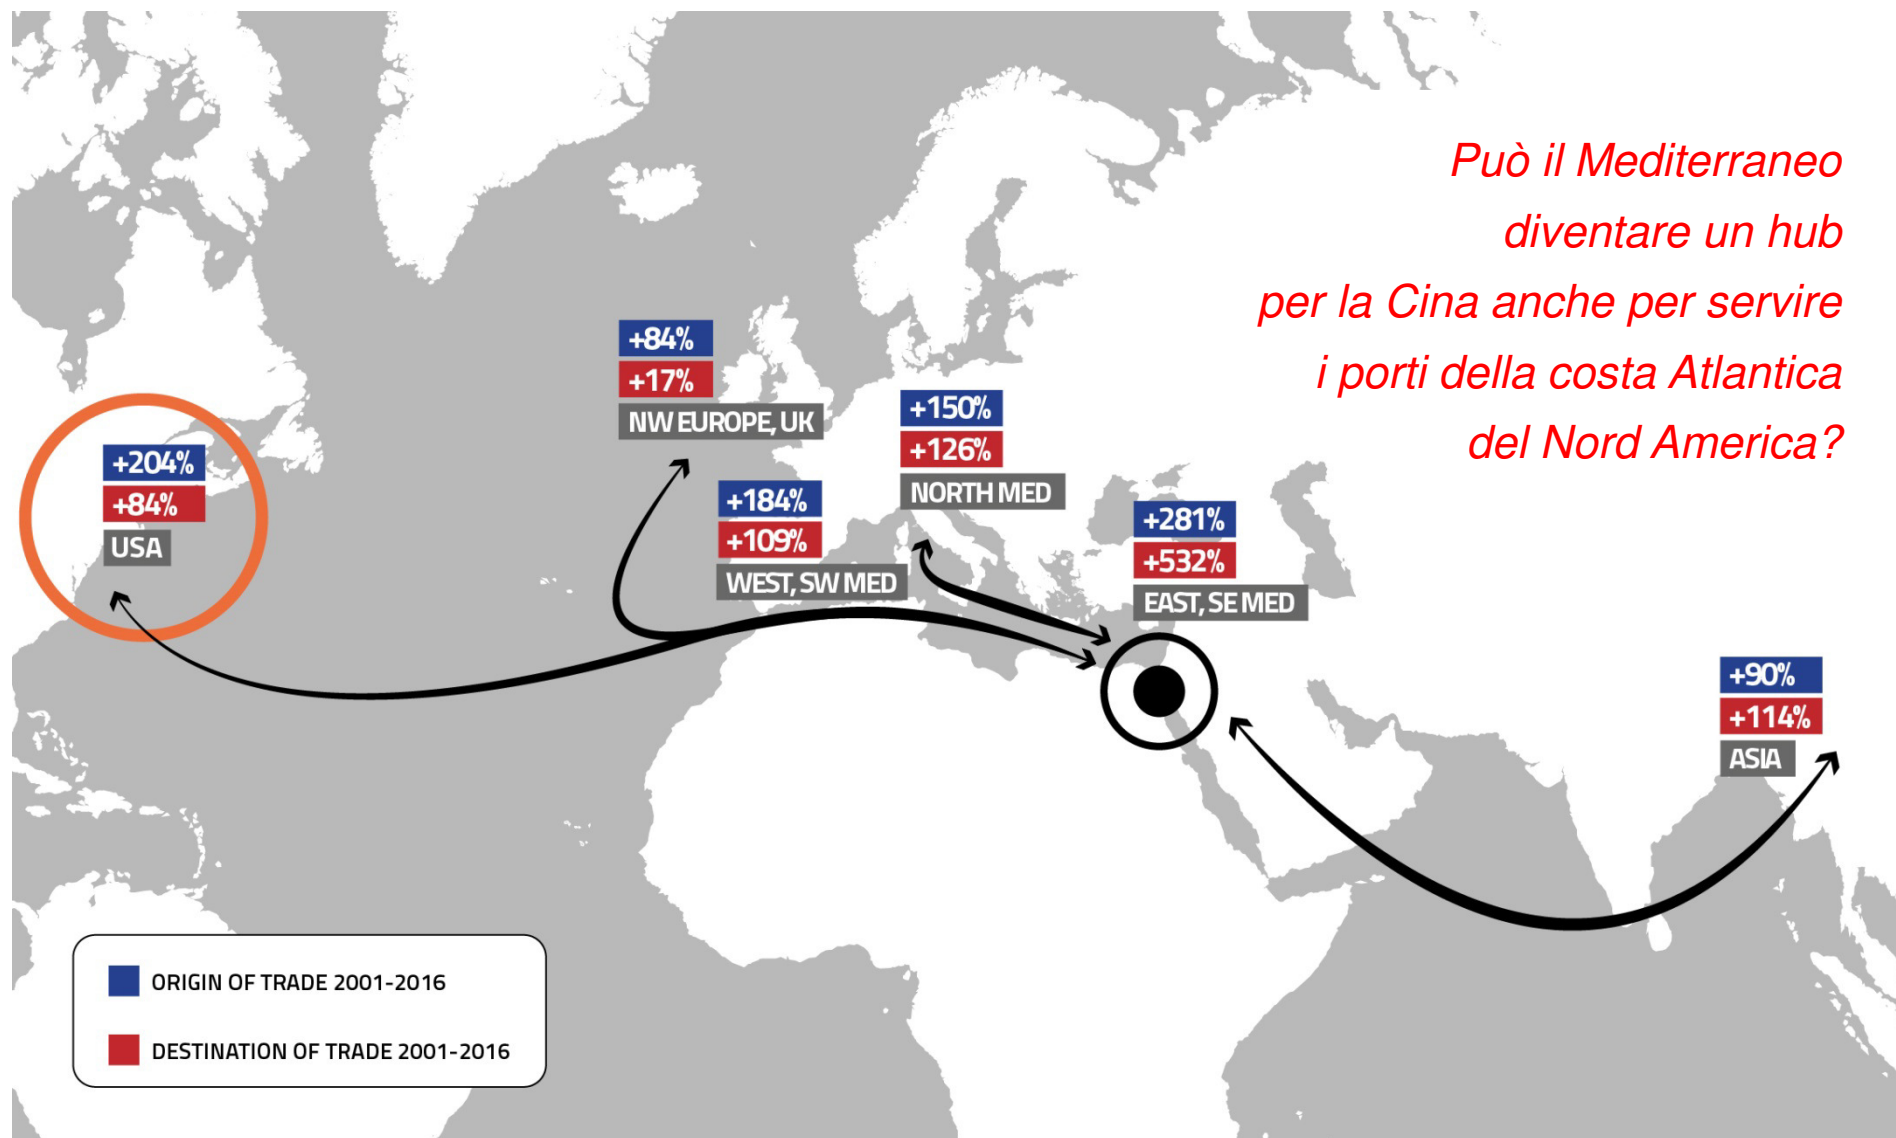 Può il Mediterraneo
diventare un hub
per la Cina anche per servire
i porti della costa Atlantica
del Nord America?
+84%
+17%
NW EUROPE, UK
+150%
+126%
NORTH MED
+204%
+84%
USA
+184%
+109%
WEST, SW MED
+281%
+532%
EAST, SE MED
+90%
+114%
ASIA
ORIGIN OF TRADE 2001-2016
DESTINATION OF TRADE 2001-2016